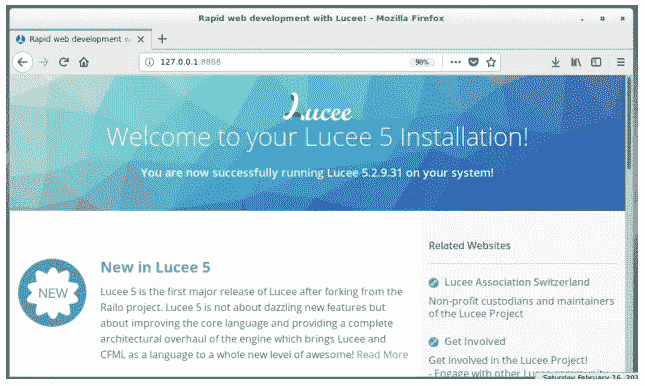 Rapid web development with Lucee! - Mozilla Firefox
Rapid web development w
127.0.0.1:8888
90%
Lucee
Welcome to your Lucee 5 Installation!
You are now successfully running Lucee 5.2.9.31 on your system!
NEW
New in Lucee 5
Lucee 5 is the first major release of Lucee after forking from the
Railo project. Lucee 5 is not about dazzling new features but
about improving the core language and providing a complete
architectural overhaul of the engine which brings Lucee and
CFML as a language to a whole new level of awesome! Read More
Related Websites
Lucee Association Switzerland
Non-profit custodians and maintainers
of the Lucee Project
Get Involved
Get Involved in the Lucee Project!
- Engage with other Lucee community
Saturday February 16, 201